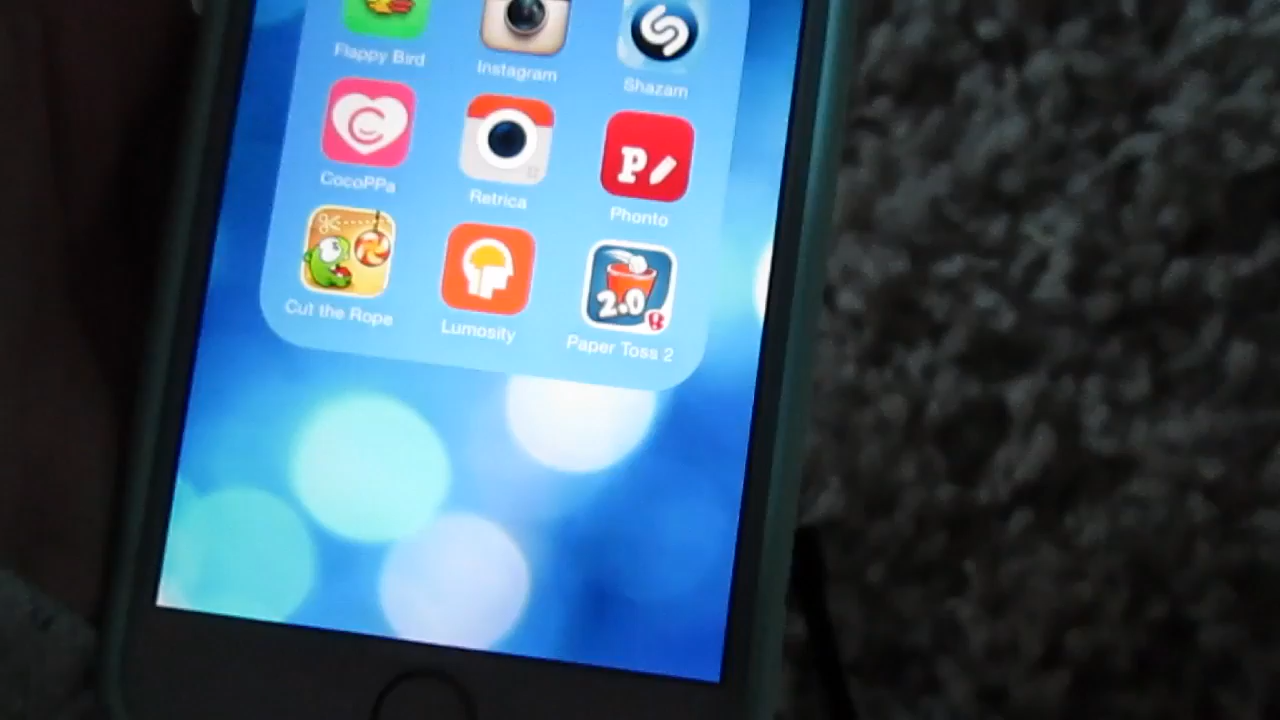 Flappy Bird Instagram Shazam
C
P
CocoPPa Retrica Phonto
2.0
Cut the Rope Lumosity Paper Toss 2